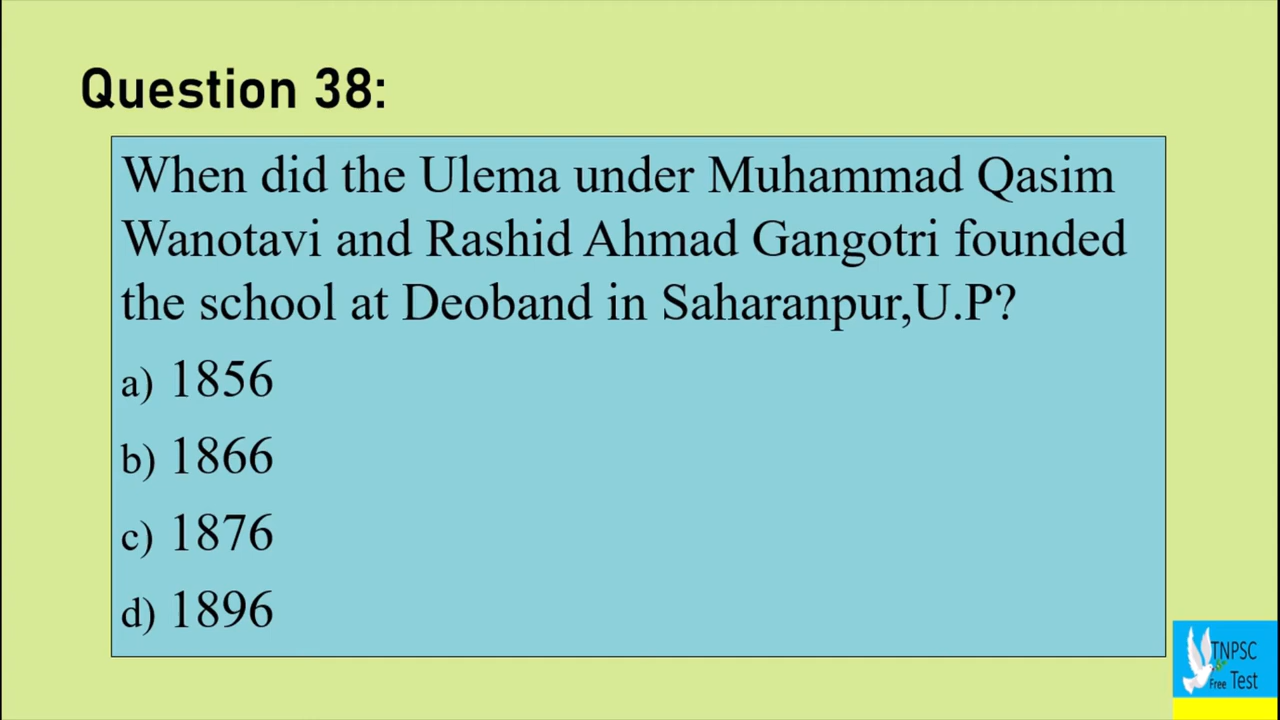 Question 38:
When did the Ulema under Muhammad Qasim
Wanotavi and Rashid Ahmad Gangotri founded
the school at Deoband in Saharanpur,U.P?
a) 1856
b) 1866
c) 1876
d) 1896
TNPSC
Free Test